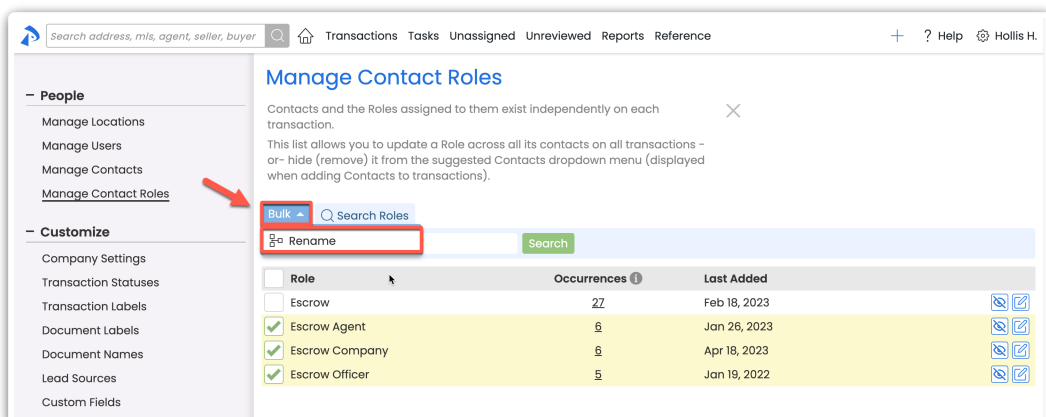 Search address, mls, agent, seller, buyer
Transactions Tasks Unassigned Unreviewed Reports Reference
+ ? Help Hollis H.
− People
Manage Locations
Manage Users
Manage Contacts
Manage Contact Roles
− Customize
Company Settings
Transaction Statuses
Transaction Labels
Document Labels
Document Names
Lead Sources
Custom Fields
Manage Contact Roles
Contacts and the Roles assigned to them exist independently on each
transaction.
This list allows you to update a Role across all its contacts on all transactions -
or- hide (remove) it from the suggested Contacts dropdown menu (displayed
when adding Contacts to transactions).
Bulk Search Roles
Rename Search
Role Occurrences Last Added
Escrow 27 Feb 18, 2023
Escrow Agent 6 Jan 26, 2023
Escrow Company 6 Apr 18, 2023
Escrow Officer 5 Jan 19, 2022